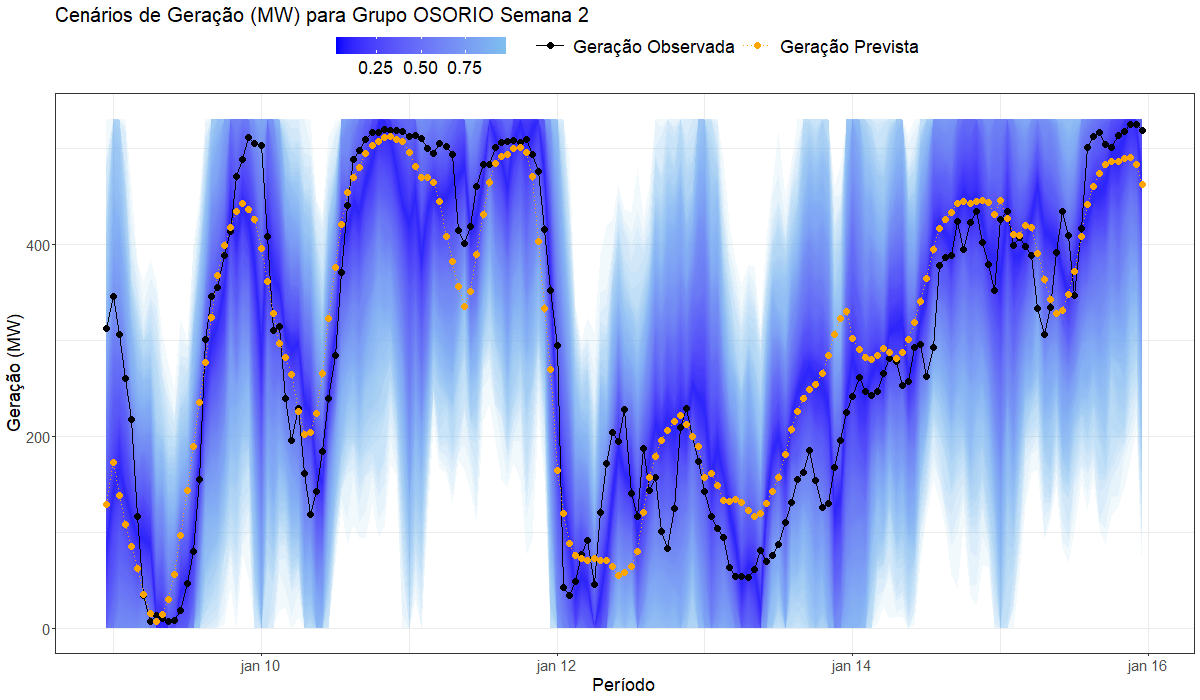 Cenários de Geração (MW) para Grupo OSORIO Semana 2
0.25 0.50 0.75 Geração Observada Geração Prevista
Geração (MW)
400
200
0
jan 10 jan 12 jan 14 jan 16
Período